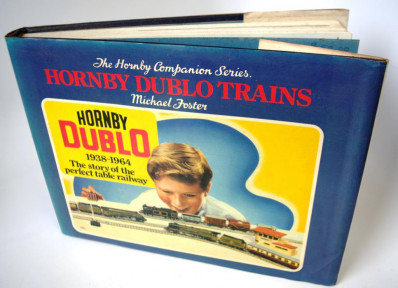 The Hornby Companion Series.
HORNBY DUBLO TRAINS
Michael Foster
HORNBY
DUBLO
1938-1964
The story of the
perfect table railway